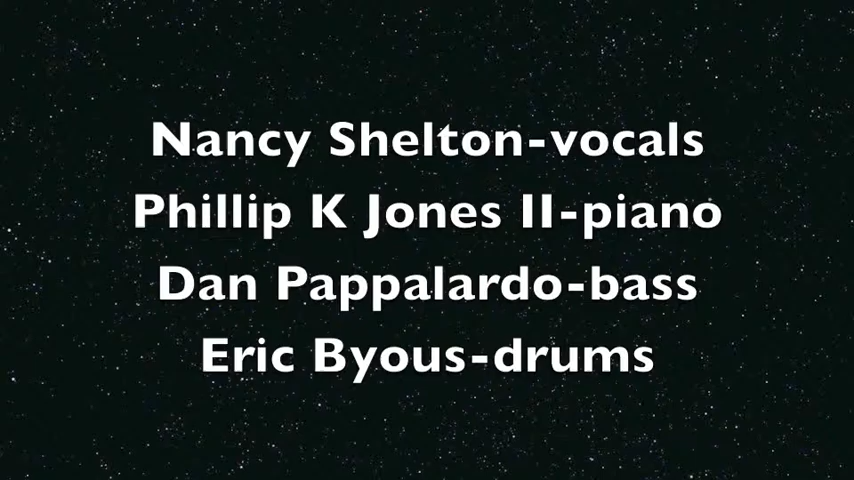 Nancy Shelton-vocals
Phillip K Jones II-piano
Dan Pappalardo-bass
Eric Byous-drums